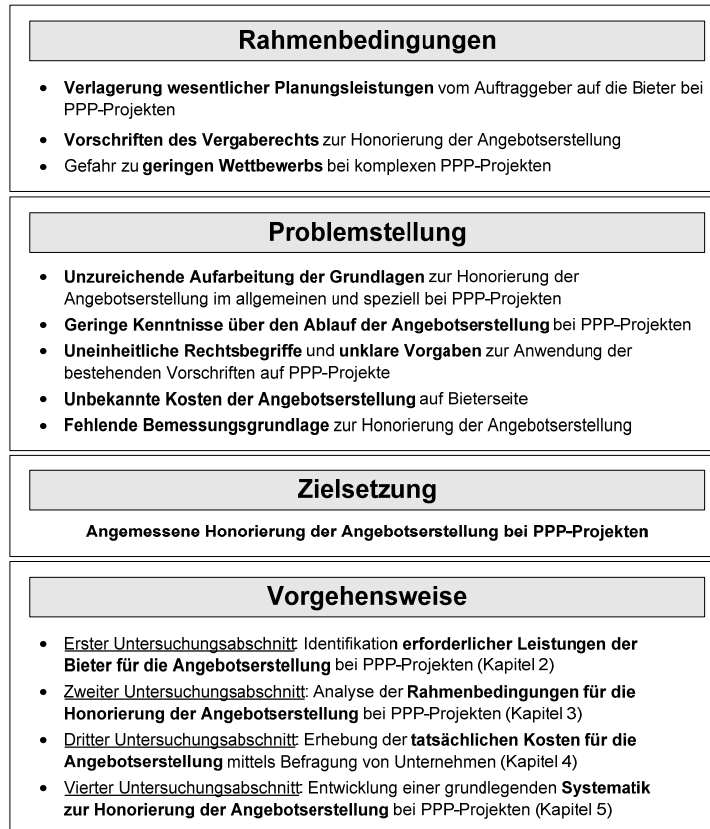 Rahmenbedingungen
• Verlagerung wesentlicher Planungsleistungen vom Auftraggeber auf die Bieter bei
PPP-Projekten
• Vorschriften des Vergaberechts zur Honorierung der Angebotserstellung
• Gefahr zu geringen Wettbewerbs bei komplexen PPP-Projekten
Problemstellung
• Unzureichende Aufarbeitung der Grundlagen zur Honorierung der
Angebotserstellung im allgemeinen und speziell bei PPP-Projekten
• Geringe Kenntnisse über den Ablauf der Angebotserstellung bei PPP-Projekten
• Uneinheitliche Rechtsbegriffe und unklare Vorgaben zur Anwendung der
bestehenden Vorschriften auf PPP-Projekte
• Unbekannte Kosten der Angebotserstellung auf Bieterseite
• Fehlende Bemessungsgrundlage zur Honorierung der Angebotserstellung
Zielsetzung
Angemessene Honorierung der Angebotserstellung bei PPP-Projekten
Vorgehensweise
• Erster Untersuchungsabschnitt: Identifikation erforderlicher Leistungen der
Bieter für die Angebotserstellung bei PPP-Projekten (Kapitel 2)
• Zweiter Untersuchungsabschnitt: Analyse der Rahmenbedingungen für die
Honorierung der Angebotserstellung bei PPP-Projekten (Kapitel 3)
• Dritter Untersuchungsabschnitt: Erhebung der tatsächlichen Kosten für die
Angebotserstellung mittels Befragung von Unternehmen (Kapitel 4)
• Vierter Untersuchungsabschnitt: Entwicklung einer grundlegenden Systematik
zur Honorierung der Angebotserstellung bei PPP-Projekten (Kapitel 5)